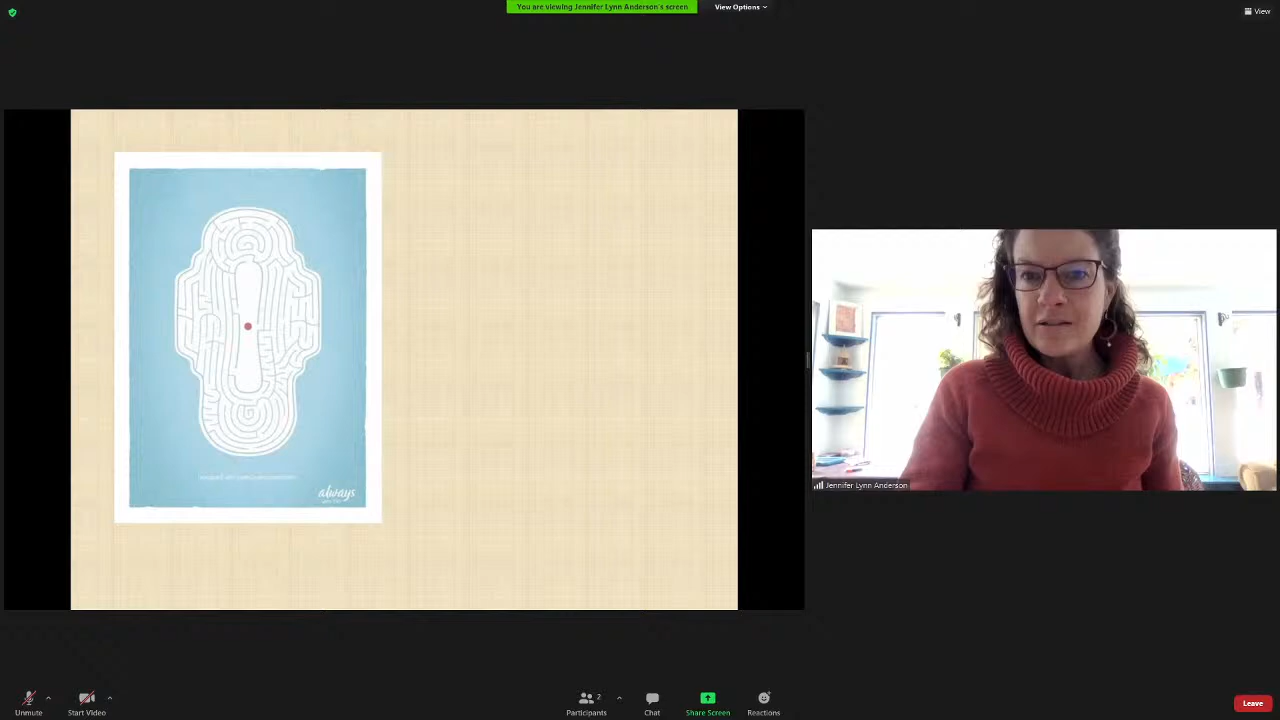 You are viewing Jennifer Lynn Anderson's screen
View Options
View
always
Jennifer Lynn Anderson
Unmute
Start Video
Participants
2
Chat
Share Screen
Reactions
Leave